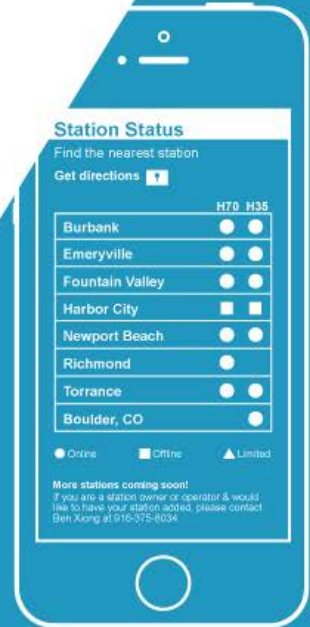 Station Status
Find the nearest station
Get directions
H70 H35
Burbank
Emeryville
Fountain Valley
Harbor City
Newport Beach
Richmond
Torrance
Boulder, CO
Online Offline Limited
More stations coming soon!
If you are a station owner or operator & would
like to have your station added, please contact
Ben Xiong at 916-375-8034